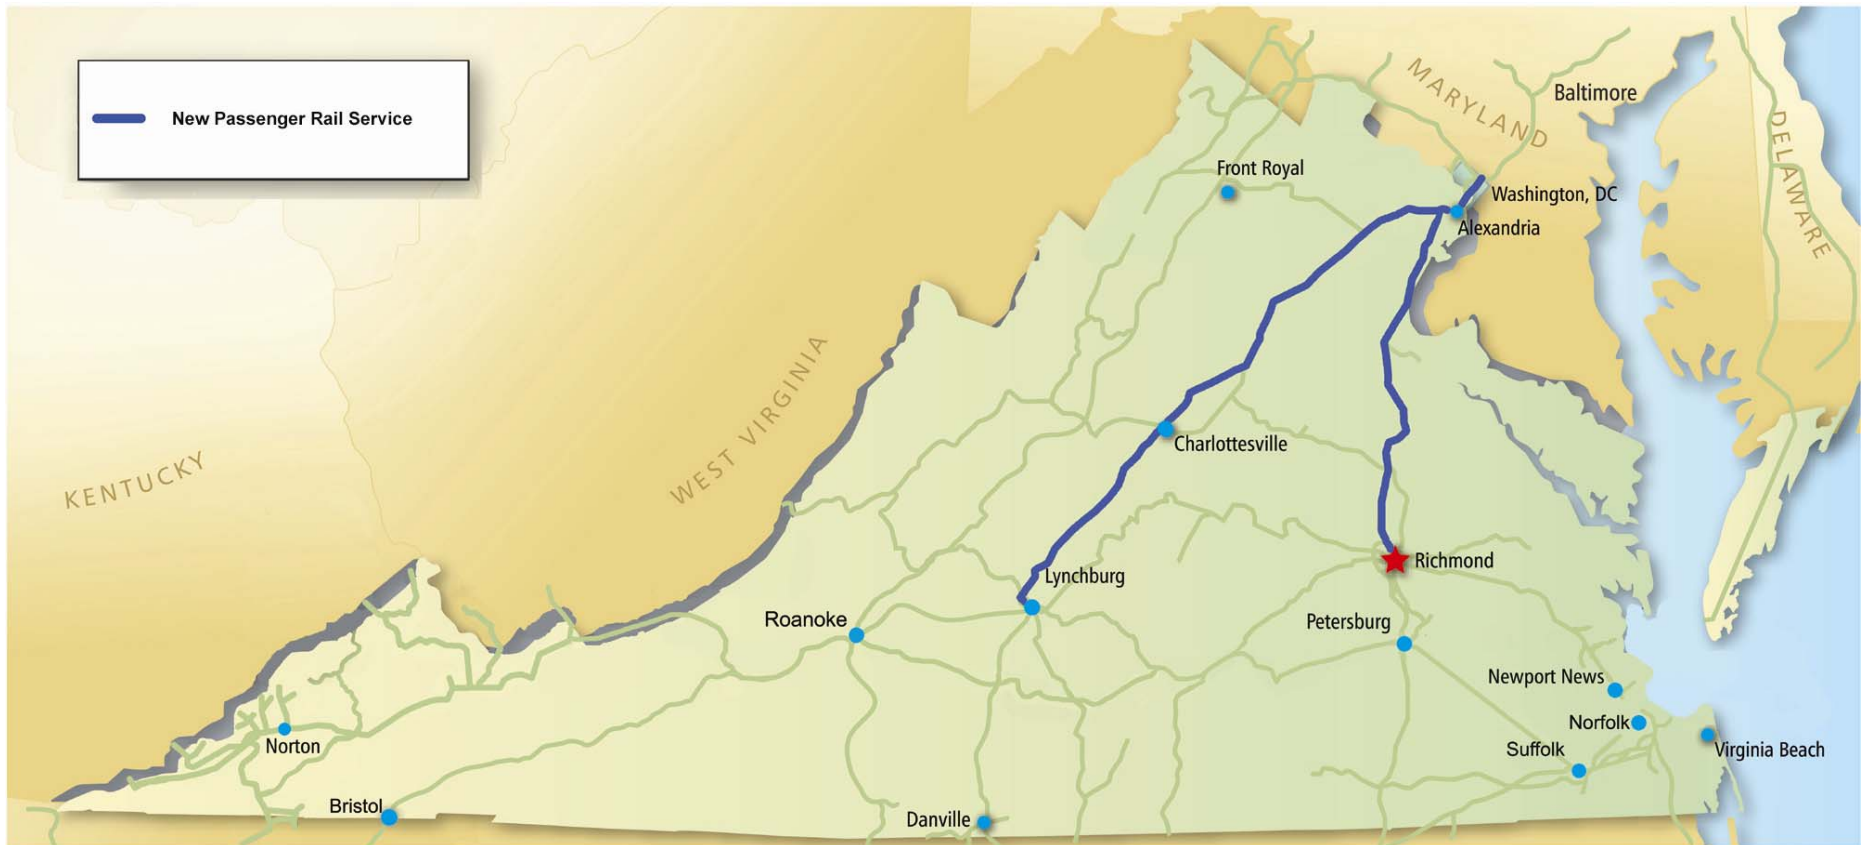 New Passenger Rail Service
MARYLAND
Baltimore
DELAWARE
Front Royal
Washington, DC
Alexandria
WEST VIRGINIA
KENTUCKY
Charlottesville
Richmond
Lynchburg
Roanoke
Petersburg
Newport News
Norfolk
Norton
Suffolk
Virginia Beach
Bristol
Danville